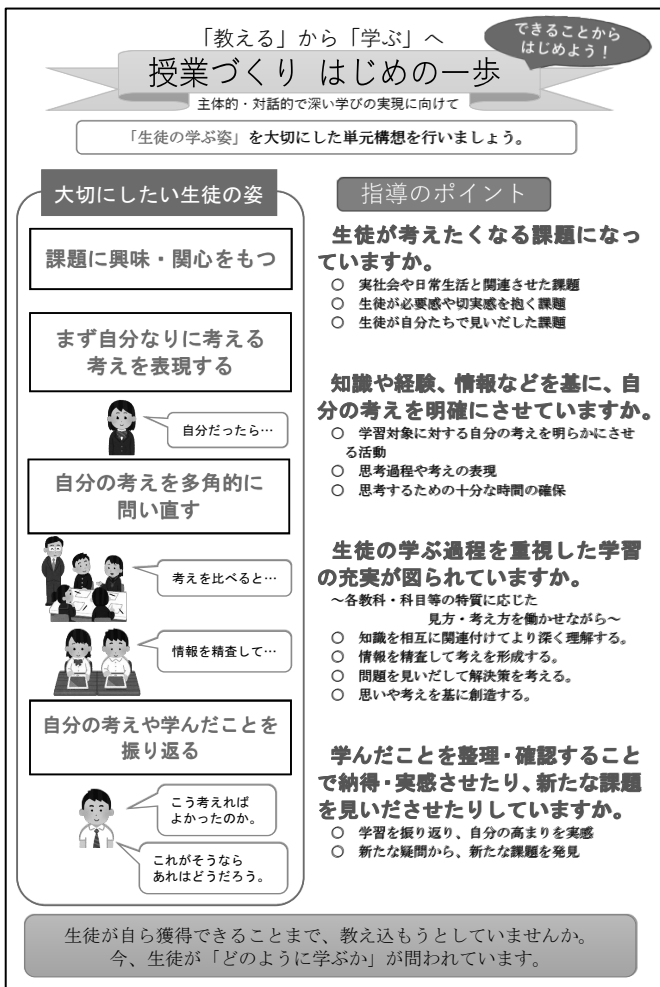 「教える」から「学ぶ」へ
できることから
はじめよう！
授業づくり はじめの一歩
主体的・対話的で深い学びの実現に向けて
「生徒の学ぶ姿」を大切にした単元構想を行いましょう。
大切にしたい生徒の姿
課題に興味・関心をもつ
まず自分なりに考える
考えを表現する
自分だったら…
自分の考えを多角的に
問い直す
考えを比べると…
情報を精査して…
自分の考えや学んだことを
振り返る
こう考えれば
よかったのか。
これがそうなら
あれはどうだろう。
指導のポイント
生徒が考えたくなる課題になっ
ていますか。
○ 実社会や日常生活と関連させた課題
○ 生徒が必要感や切実感を抱く課題
○ 生徒が自分たちで見いだした課題
知識や経験、情報などを基に、自
分の考えを明確にさせていますか。
○ 学習対象に対する自分の考えを明らかにさせ
る活動
○ 思考過程や考えの表現
○ 思考するための十分な時間の確保
生徒の学ぶ過程を重視した学習
の充実が図られていますか。
～各教科・科目等の特質に応じた
見方・考え方を働かせながら～
○ 知識を相互に関連付けてより深く理解する。
○ 情報を精査して考えを形成する。
○ 問題を見いだして解決策を考える。
○ 思いや考えを基に創造する。
学んだことを整理・確認すること
で納得・実感させたり、新たな課題
を見いださせたりしていますか。
○ 学習を振り返り、自分の高まりを実感
○ 新たな疑問から、新たな課題を発見
生徒が自ら獲得できることまで、教え込もうとしていませんか。
今、生徒が「どのように学ぶか」が問われています。